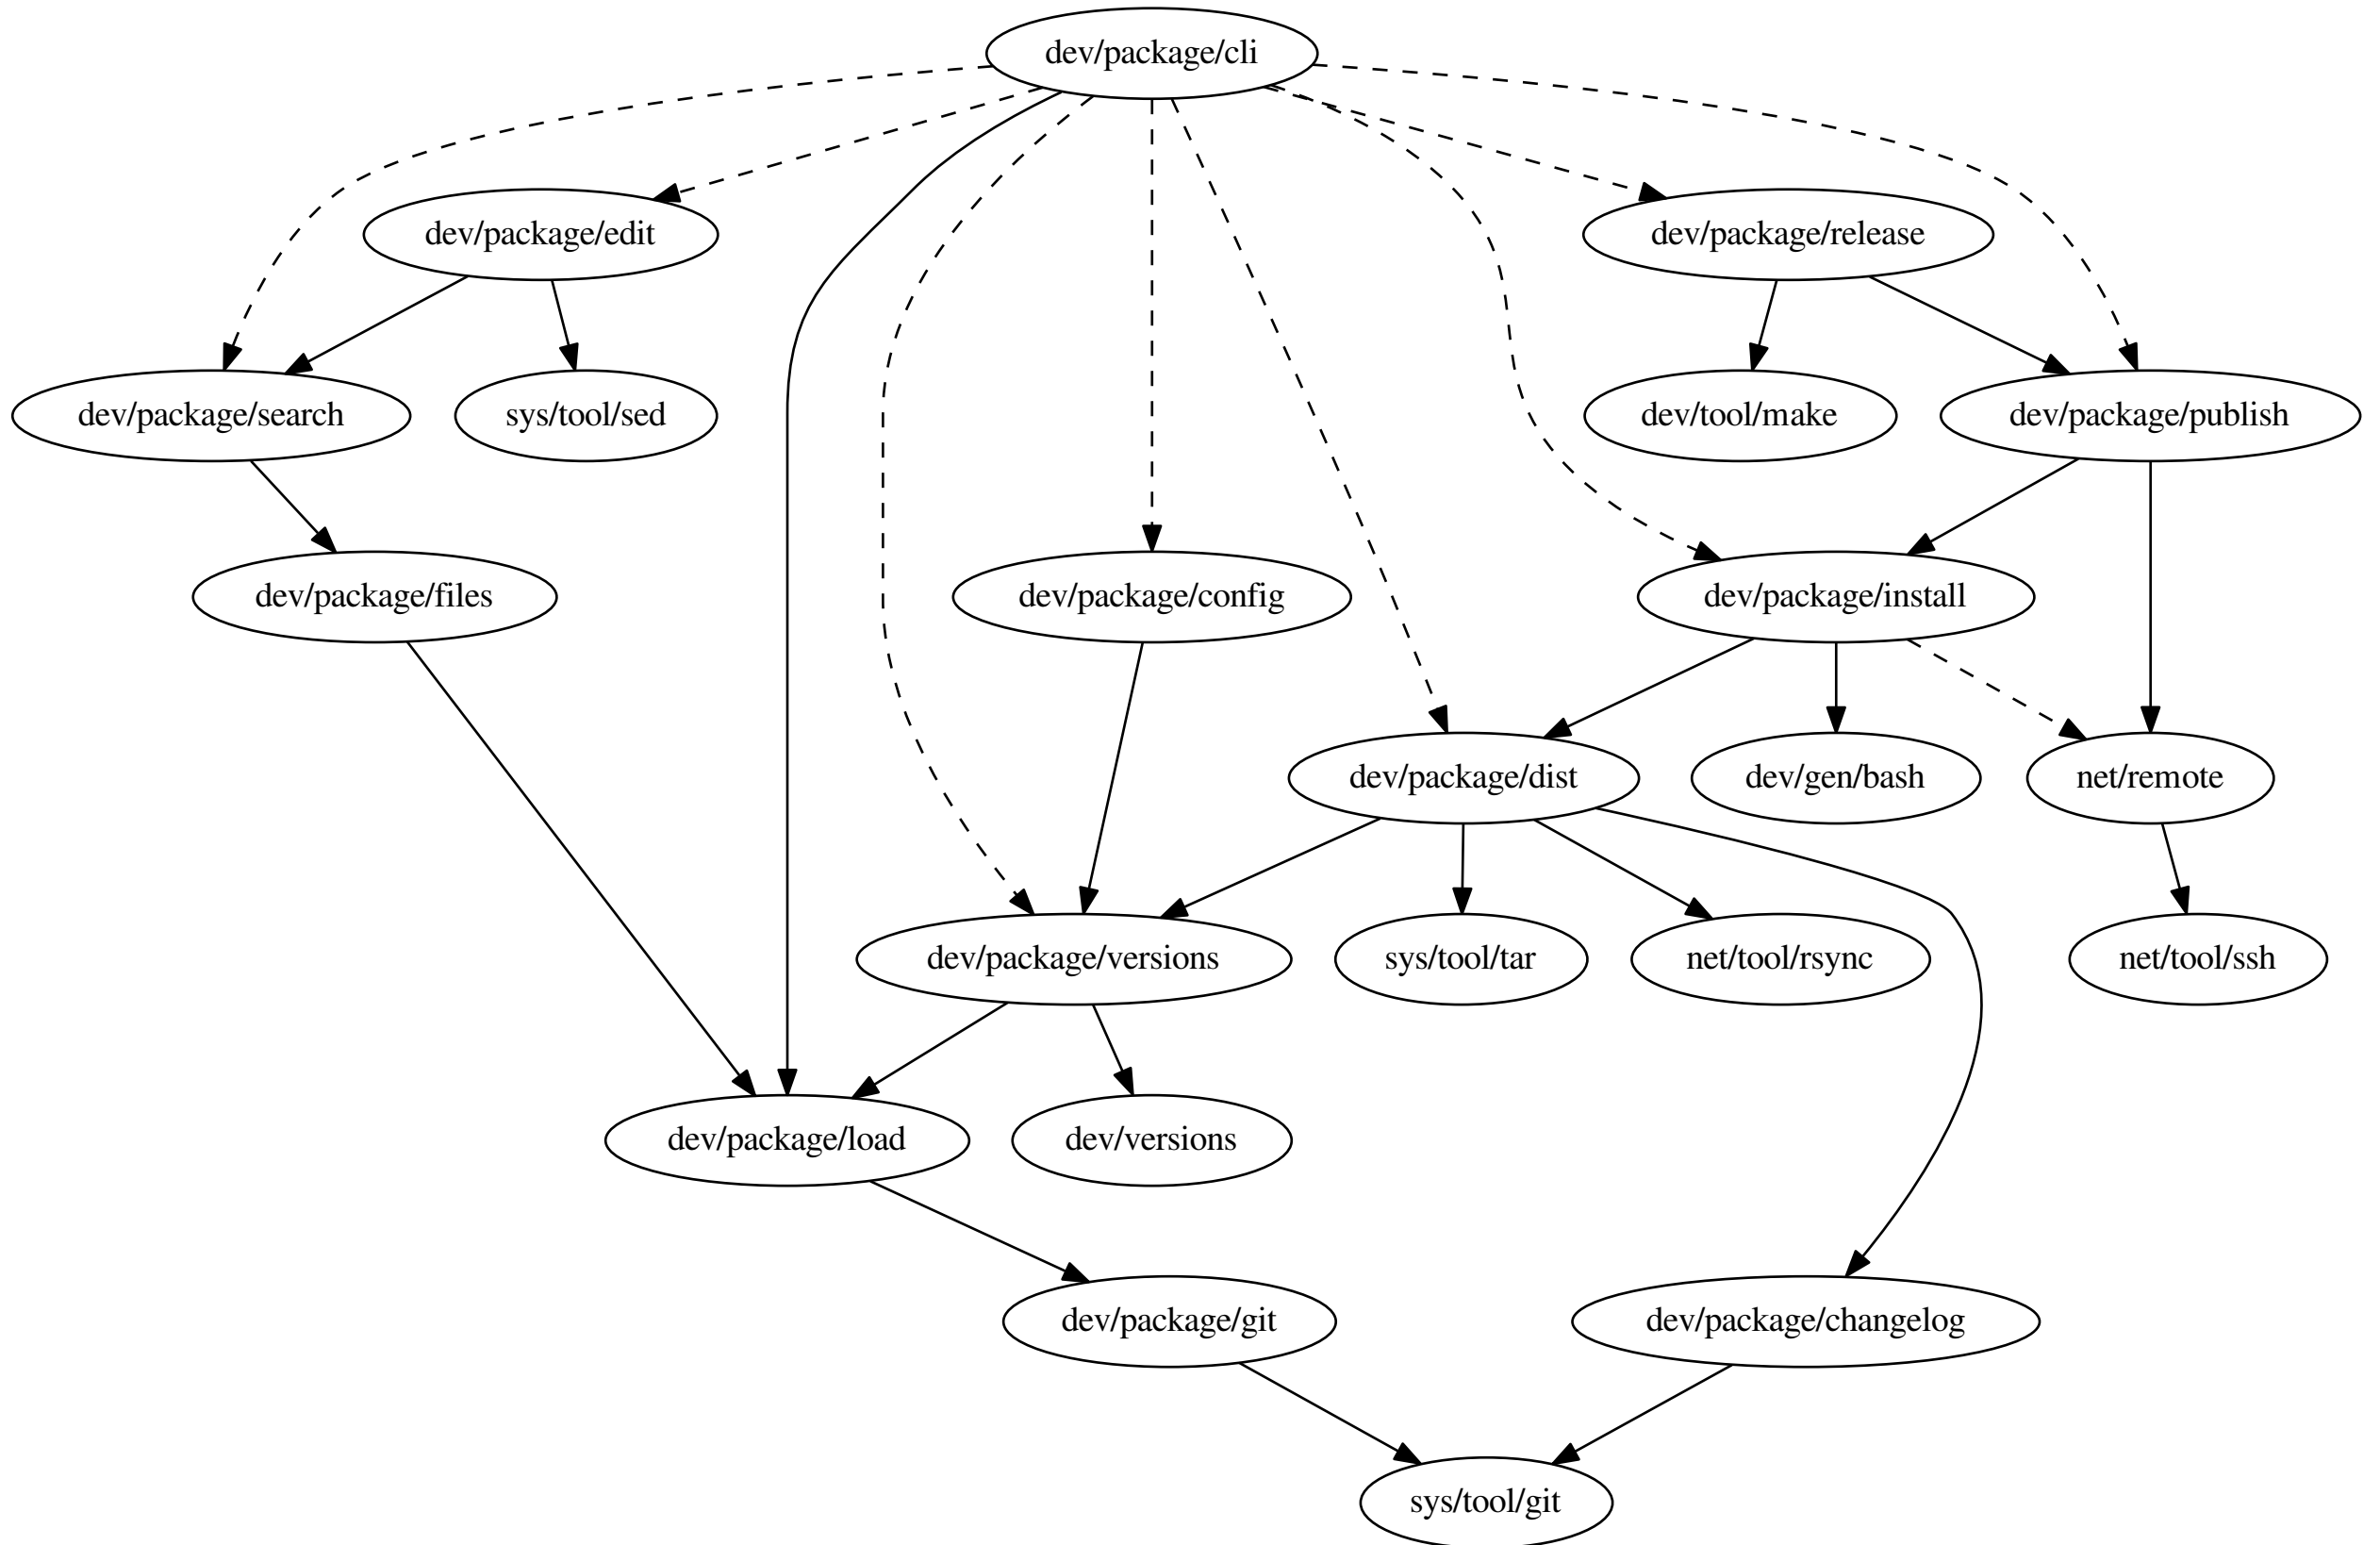 dev/package/cli
dev/package/edit
dev/package/release
dev/package/search
sys/tool/sed
dev/tool/make
dev/package/publish
dev/package/files
dev/package/config
dev/package/install
dev/package/dist
dev/gen/bash
net/remote
dev/package/versions
sys/tool/tar
net/tool/rsync
net/tool/ssh
dev/package/load
dev/versions
dev/package/git
dev/package/changelog
sys/tool/git